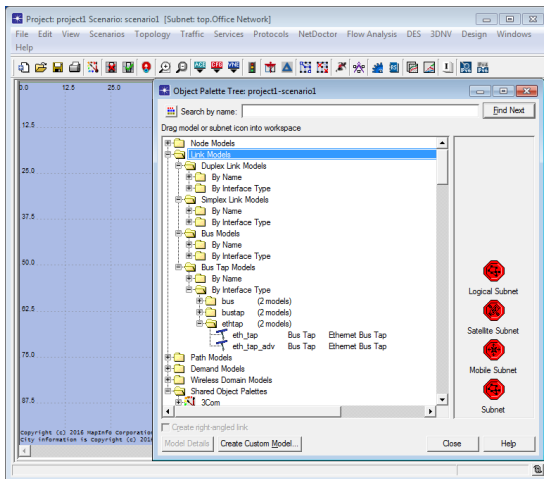 Project: project1 Scenario: scenario1 [Subnet: top.Office Network]
File Edit View Scenarios Topology Traffic Services Protocols NetDoctor Flow Analysis DES 3DNV Design Windows
Help
0.0 12.5 25.0
12.5
25.0
37.5
50.0
62.5
75.0
87.5
Copyright (c) 2016 MapInfo Corporation
City information is Copyright (c) 201
Object Palette Tree: project1-scenario1
Search by name:
Find Next
Drag model or subnet icon into workspace
Node Models
Link Models
Duplex Link Models
By Name
By Interface Type
Simplex Link Models
By Name
By Interface Type
Bus Models
By Name
By Interface Type
Bus Tap Models
By Name
By Interface Type
bus (2 models)
bustap (2 models)
ethtap (2 models)
eth_tap Bus Tap Ethernet Bus Tap
eth_tap_adv Bus Tap Ethernet Bus Tap
Path Models
Demand Models
Wireless Domain Models
Shared Object Palettes
3Com
Logical Subnet
Satellite Subnet
Mobile Subnet
Subnet
Create right-angled link
Model Details Create Custom Model... Close Help